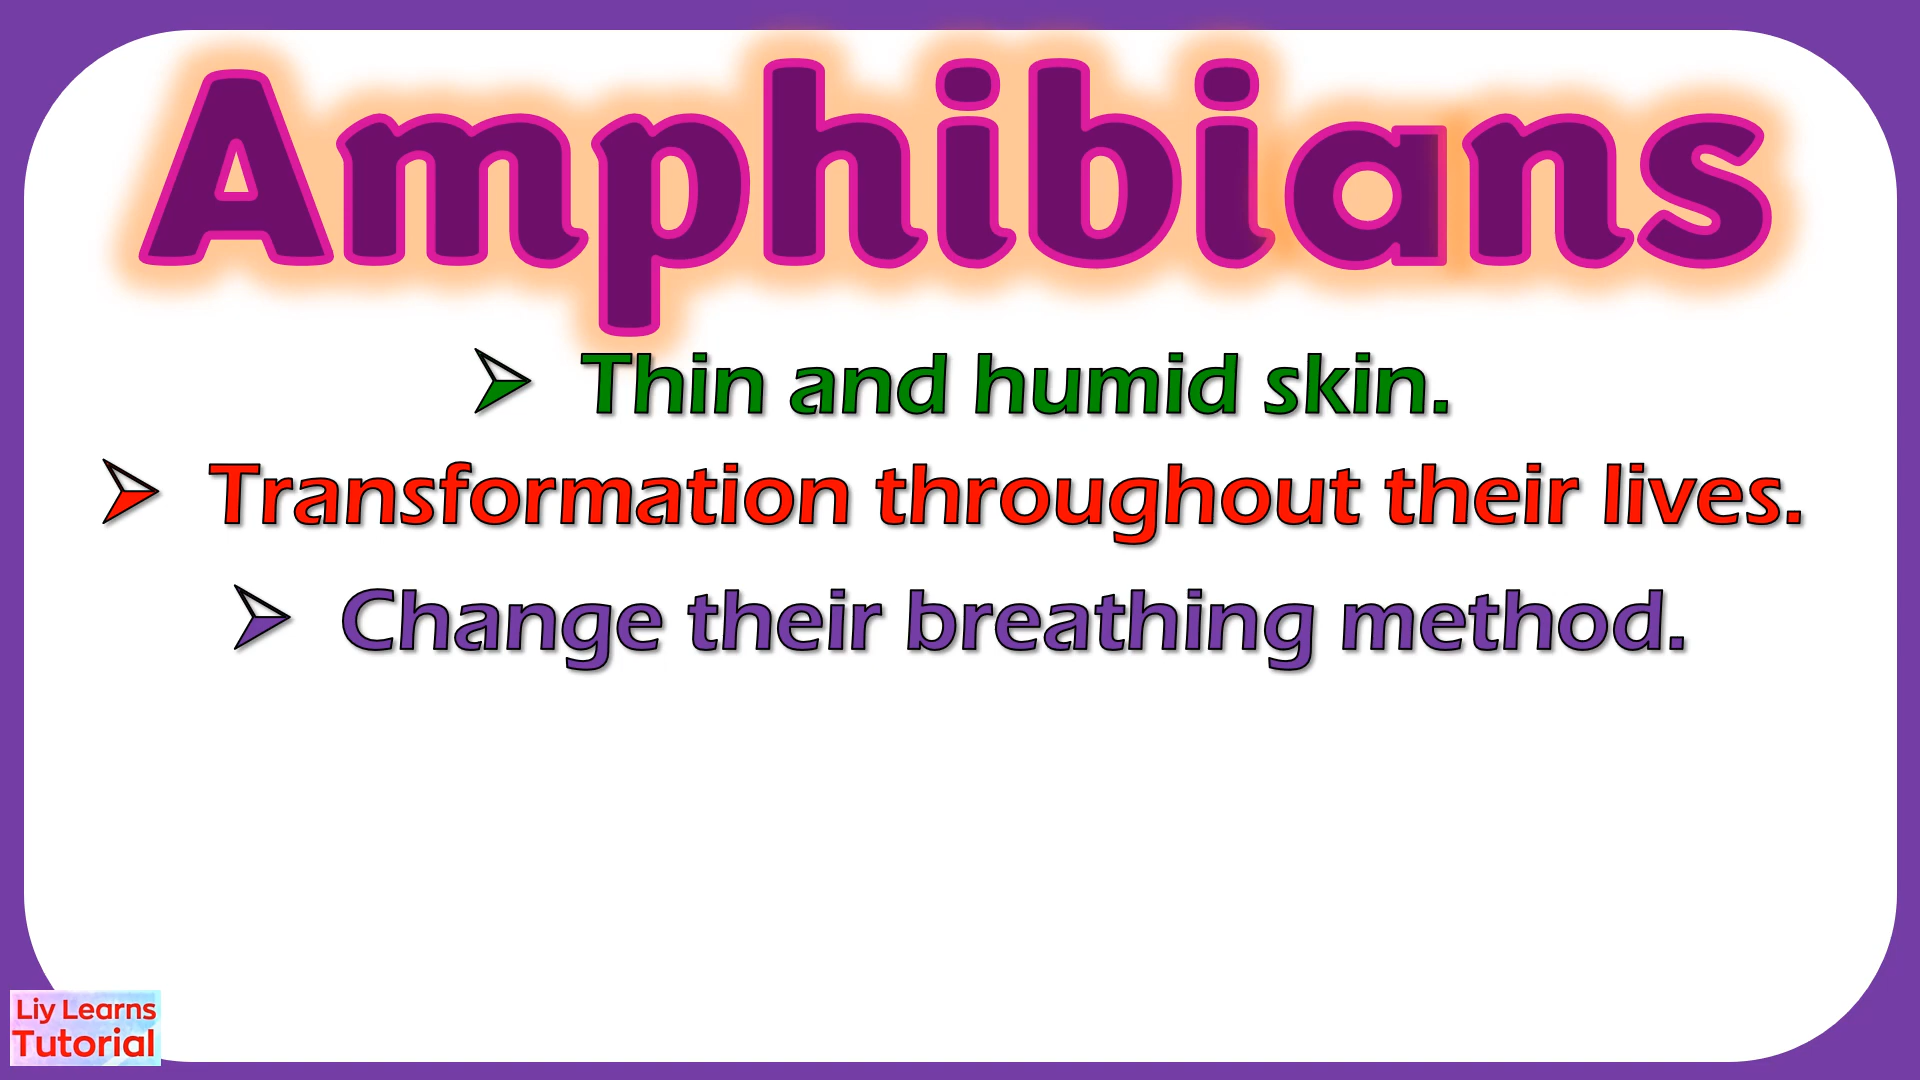 Amphibians
➢ Thin and humid skin.
➢ Transformation throughout their lives.
➢ Change their breathing method.
Liy Learns
Tutorial